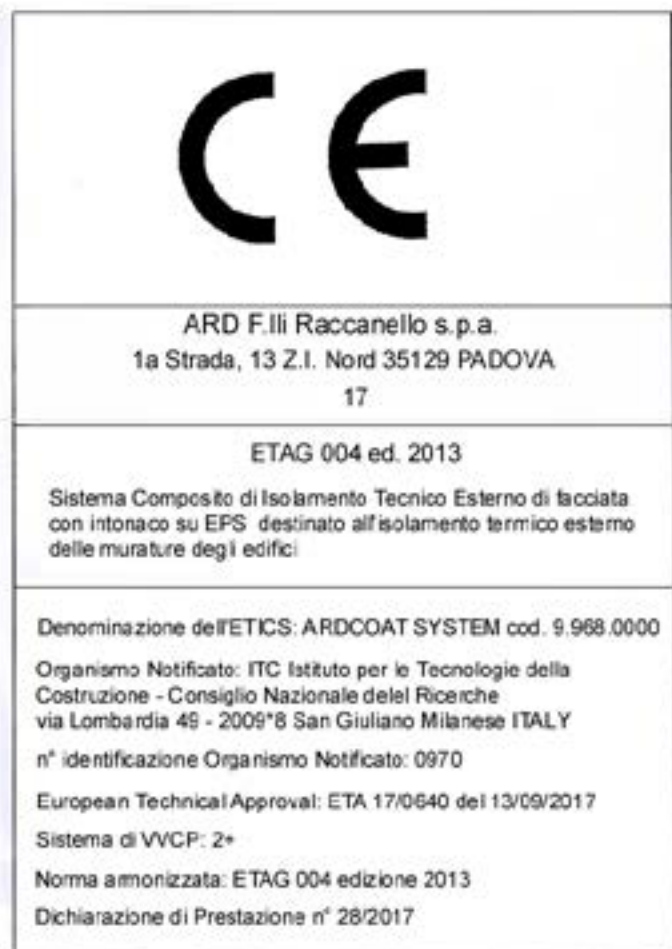 CE
ARD F.lli Raccanello s.p.a.
1a Strada, 13 Z.I. Nord 35129 PADOVA
17
ETAG 004 ed. 2013
Sistema Composito di Isolamento Tecnico Esterno di facciata
con intonaco su EPS destinato all'isolamento termico esterno
delle murature degli edifici
Denominazione dell'ETICS: ARDCOAT SYSTEM cod. 9.968.0000
Organismo Notificato: ITC Istituto per le Tecnologie della
Costruzione - Consiglio Nazionale delel Ricerche
via Lombardia 49 - 2009*8 San Giuliano Milanese ITALY
n° identificazione Organismo Notificato: 0970
European Technical Approval: ETA 17/0640 del 13/09/2017
Sistema di VVCP: 2+
Norma armonizzata: ETAG 004 edizione 2013
Dichiarazione di Prestazione n° 28/2017